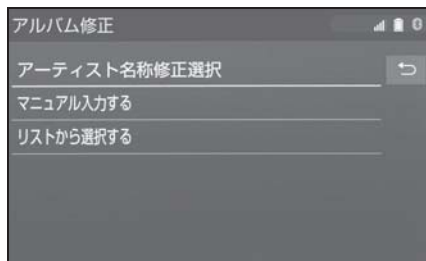 アルバム修正
アーティスト名称修正選択
マニュアル入力する
リストから選択する